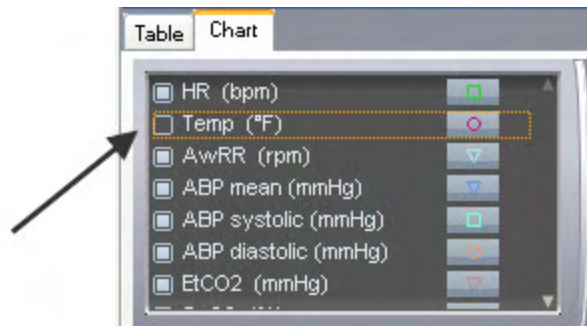 Table Chart
HR (bpm)
Temp (°F)
AwRR (rpm)
ABP mean (mmHg)
ABP systolic (mmHg)
ABP diastolic (mmHg)
EtCO2 (mmHg)